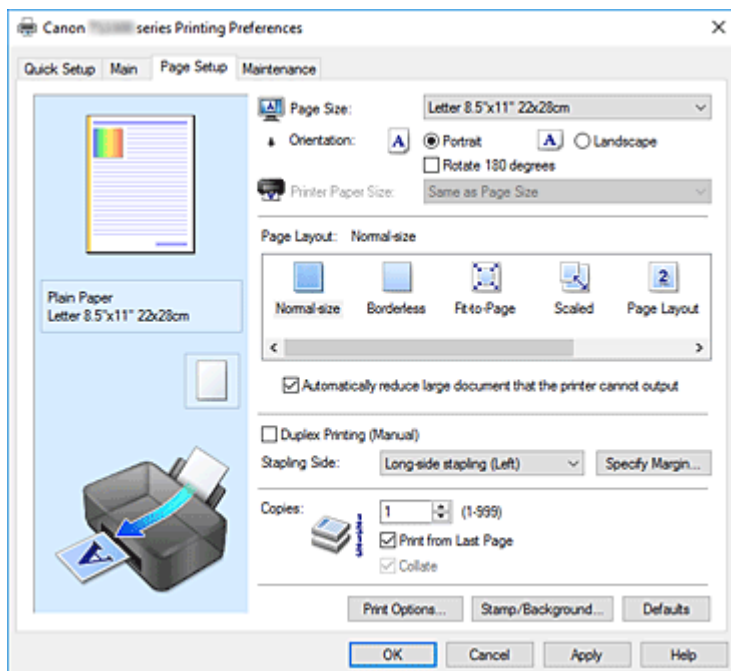 Canon series Printing Preferences
Quick Setup Main Page Setup Maintenance
Page Size: Letter 8.5"x11" 22x28cm
Orientation: A Portrait A Landscape
Rotate 180 degrees
Printer Paper Size: Same as Page Size
Page Layout: Normal-size
2
Normal-size Borderless Fit-to-Page Scaled Page Layout
Plain Paper
Letter 8.5"x11" 22x28cm
Automatically reduce large document that the printer cannot output
Duplex Printing (Manual)
Stapling Side: Long-side stapling (Left) Specify Margin...
Copies: 1 (1-999)
Print from Last Page
Collate
A
Print Options... Stamp/Background... Defaults
OK Cancel Apply Help